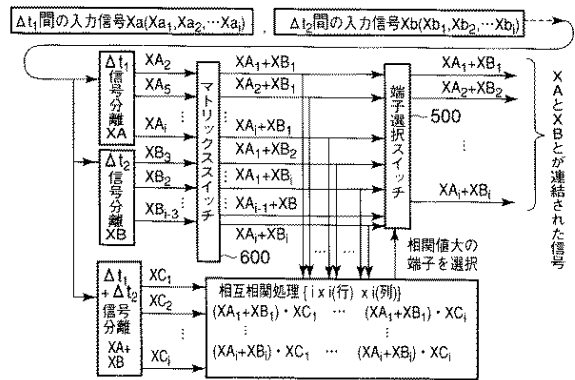 Δt₁間の入力信号Xa(Xa₁,Xa₂,…Xaᵢ) , Δt₂間の入力信号Xb(Xb₁,Xb₂,…Xbᵢ)
Δt₁
信号分離
XA
XA₂
XA₅
⋮
XAᵢ
Δt₂
信号分離
XB
XB₃
XB₂
⋮
XBᵢ₋₃
マトリックススイッチ
600
XA₁+XB₁
XA₂+XB₁
⋮
XAᵢ+XB₁
XA₁+XB₂
⋮
XA₁+XBᵢ
⋮
XAᵢ₋₁+XB
XAᵢ+XBᵢ
… …
端子選択スイッチ
500
XA₁+XB₁
XA₂+XB₂
⋮
XAᵢ+XBᵢ
XAとXBとが連結された信号
相関値大の
端子を選択
Δt₁
+Δt₂
信号
分離
XA+
XB
XC₁
XC₂
⋮
XCᵢ
相互相関処理{ i x i(行) x i(列)}
(XA₁+XB₁)・XC₁ … (XA₁+XB₁)・XCᵢ
⋮ ⋮
(XAᵢ+XBᵢ)・XC₁ … (XAᵢ+XBᵢ)・XCᵢ